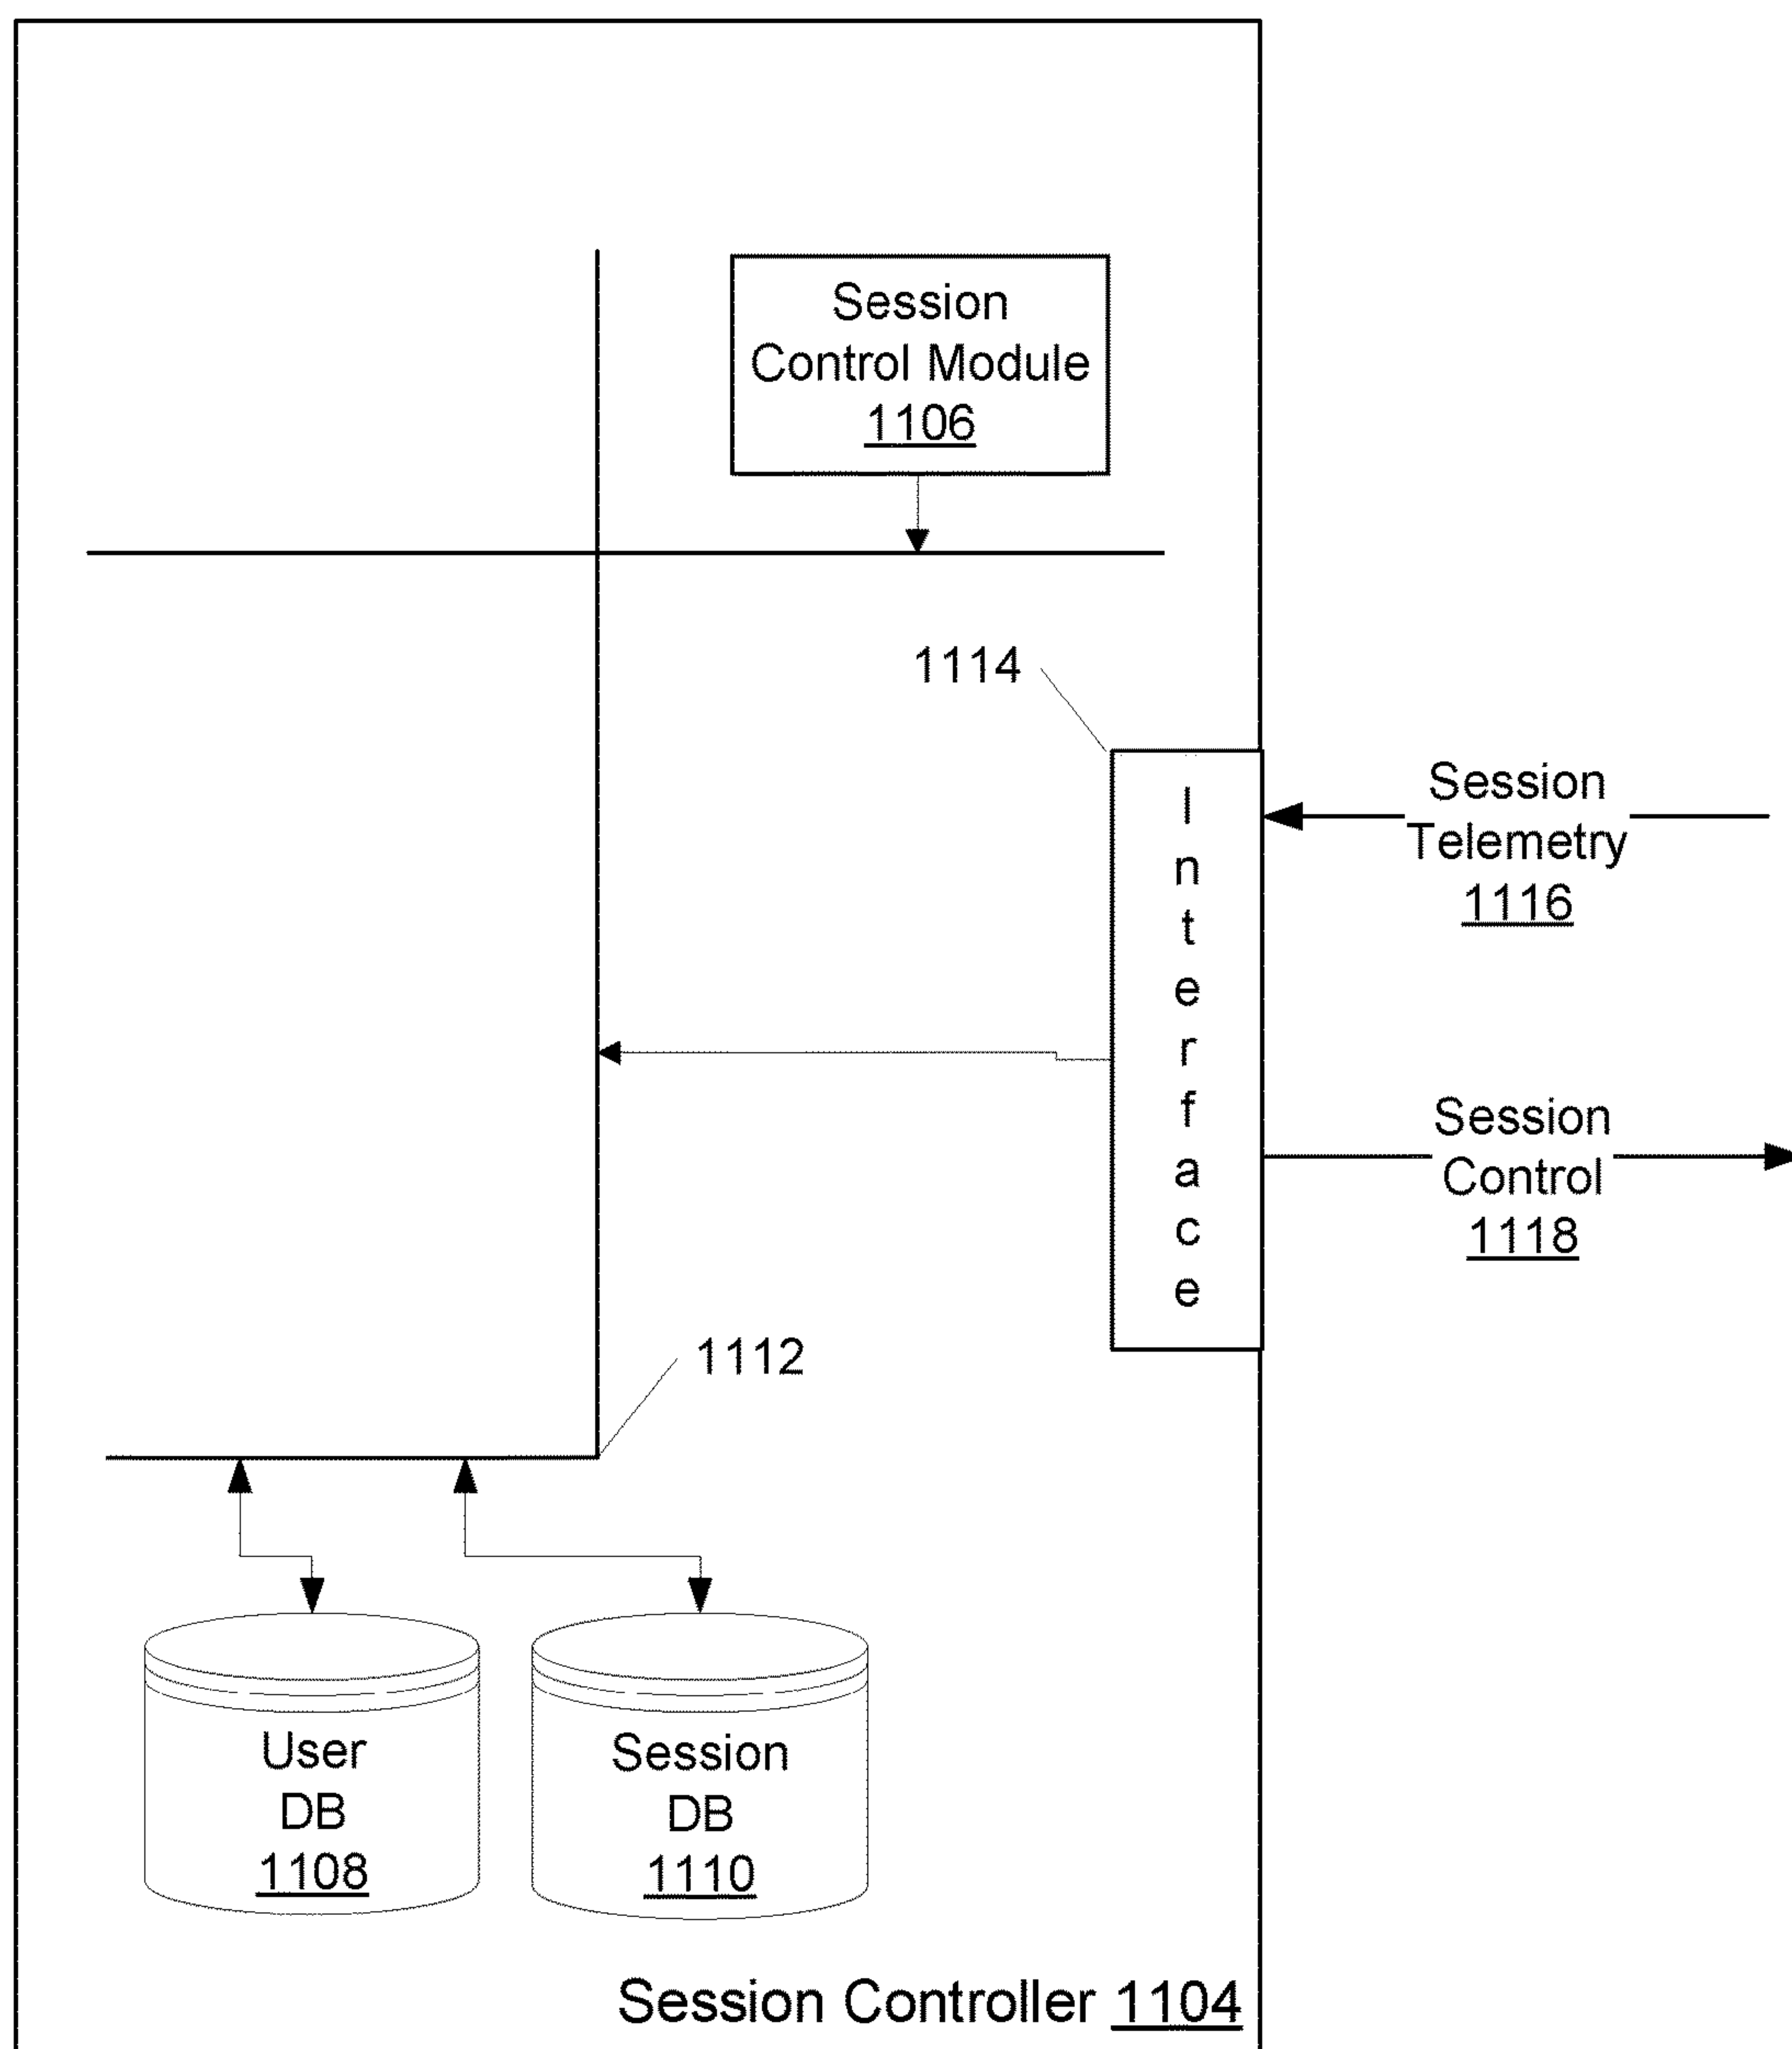 Session
Control Module
1106
1114
Interface
Session
Telemetry
1116
Session
Control
1118
1112
User
DB
1108
Session
DB
1110
Session Controller 1104